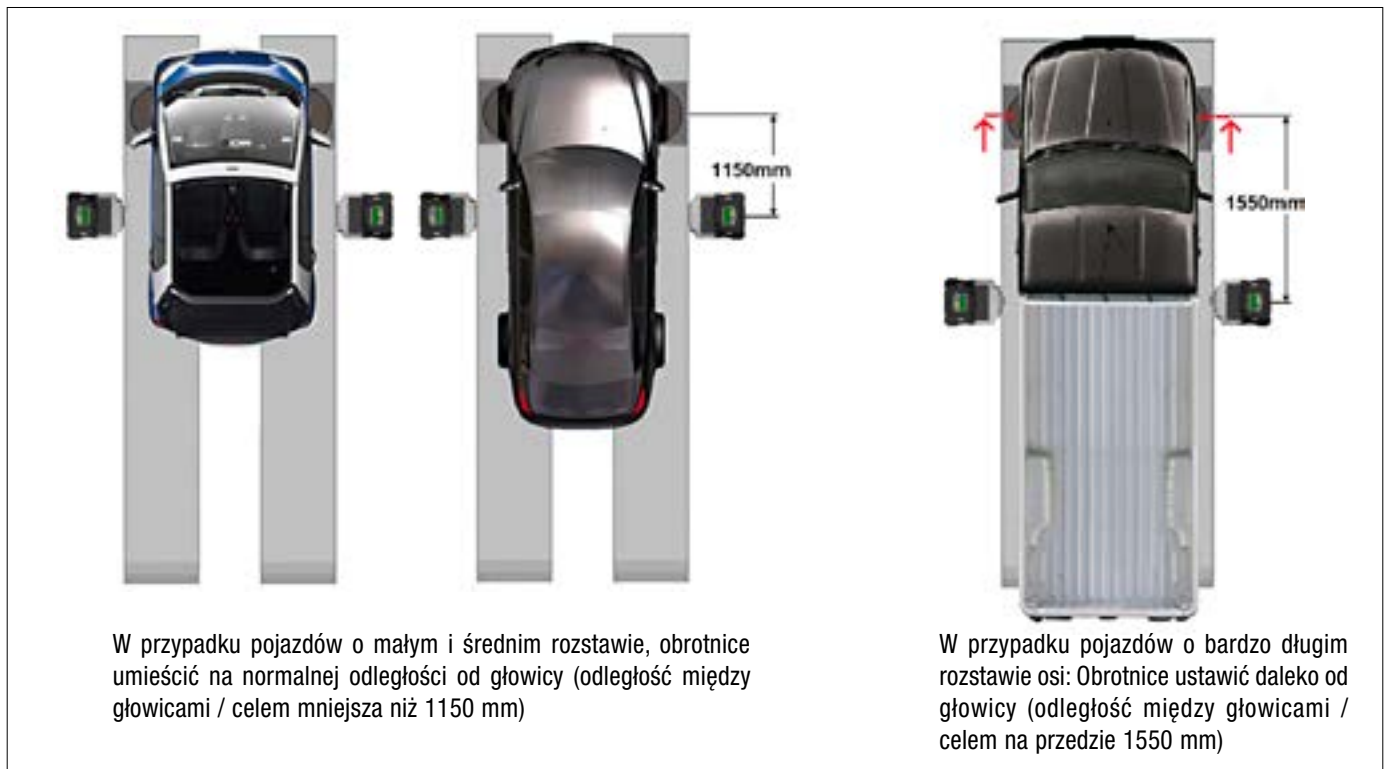 1150mm
1550mm
W przypadku pojazdów o małym i średnim rozstawie, obrotnice
umieścić na normalnej odległości od głowicy (odległość między
głowicami / celem mniejsza niż 1150 mm)
W przypadku pojazdów o bardzo długim
rozstawie osi: Obrotnice ustawić daleko od
głowicy (odległość między głowicami /
celem na przedzie 1550 mm)